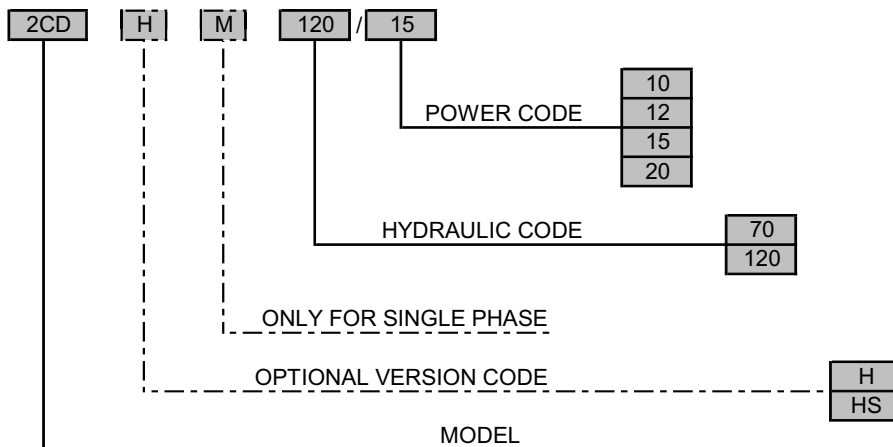 2CD H M 120 / 15
10
POWER CODE 12
15
20
HYDRAULIC CODE 70
120
ONLY FOR SINGLE PHASE
OPTIONAL VERSION CODE H
HS
MODEL